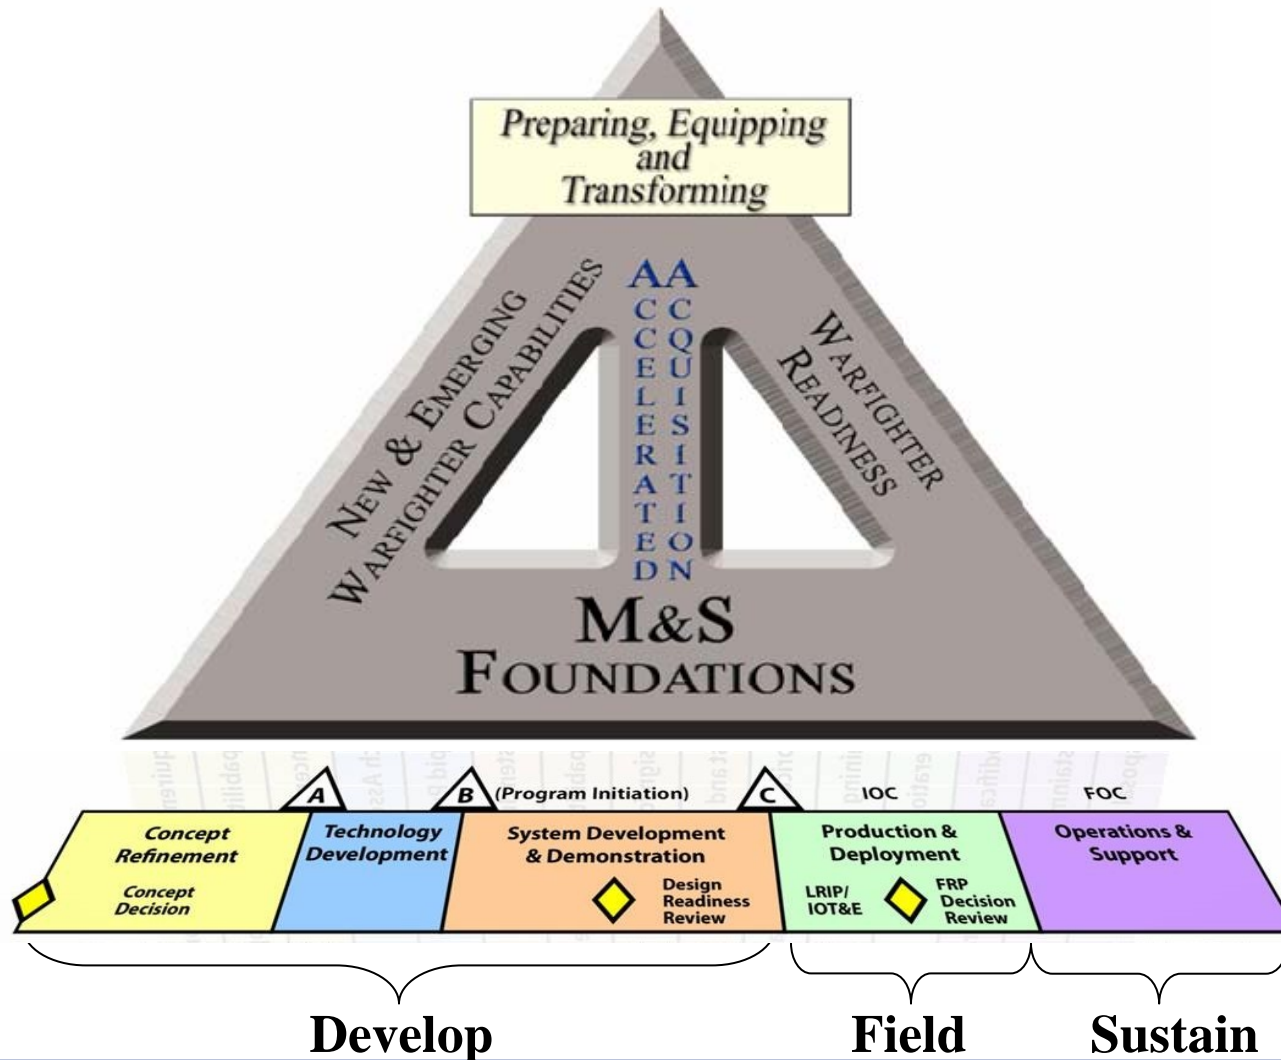 Preparing, Equipping
and
Transforming
NEW & EMERGING
WARFIGHTER CAPABILITIES
ACCELERATED
ACQUISITION
WARFIGHTER
READINESS
M&S
FOUNDATIONS
A
B
(Program Initiation)
C
IOC
FOC
Concept
Refinement
Concept
Decision
Technology
Development
System Development
& Demonstration
Design
Readiness
Review
Production &
Deployment
LRIP/
IOT&E
FRP
Decision
Review
Operations &
Support
Develop
Field
Sustain